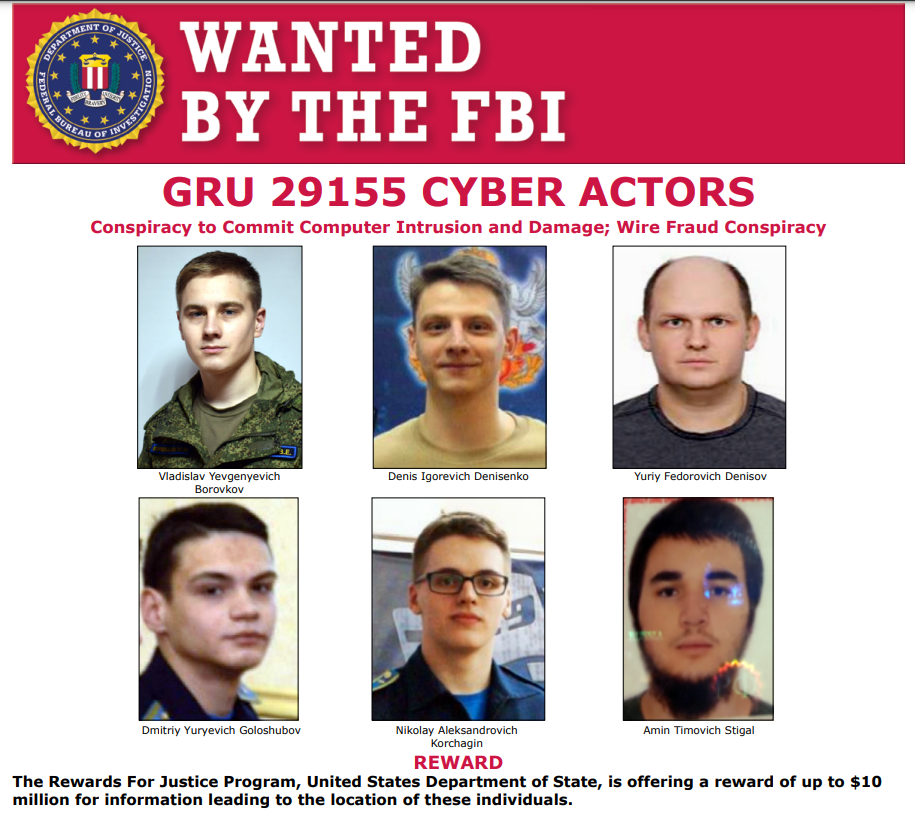 DEPARTMENT OF JUSTICE
FEDERAL BUREAU OF INVESTIGATION
FIDELITY BRAVERY INTEGRITY
WANTED
BY THE FBI
GRU 29155 CYBER ACTORS
Conspiracy to Commit Computer Intrusion and Damage; Wire Fraud Conspiracy
З.Е.
Vladislav Yevgenyevich
Borovkov
Denis Igorevich Denisenko
Yuriy Fedorovich Denisov
Dmitriy Yuryevich Goloshubov
Nikolay Aleksandrovich
Korchagin
Amin Timovich Stigal
REWARD
The Rewards For Justice Program, United States Department of State, is offering a reward of up to $10
million for information leading to the location of these individuals.